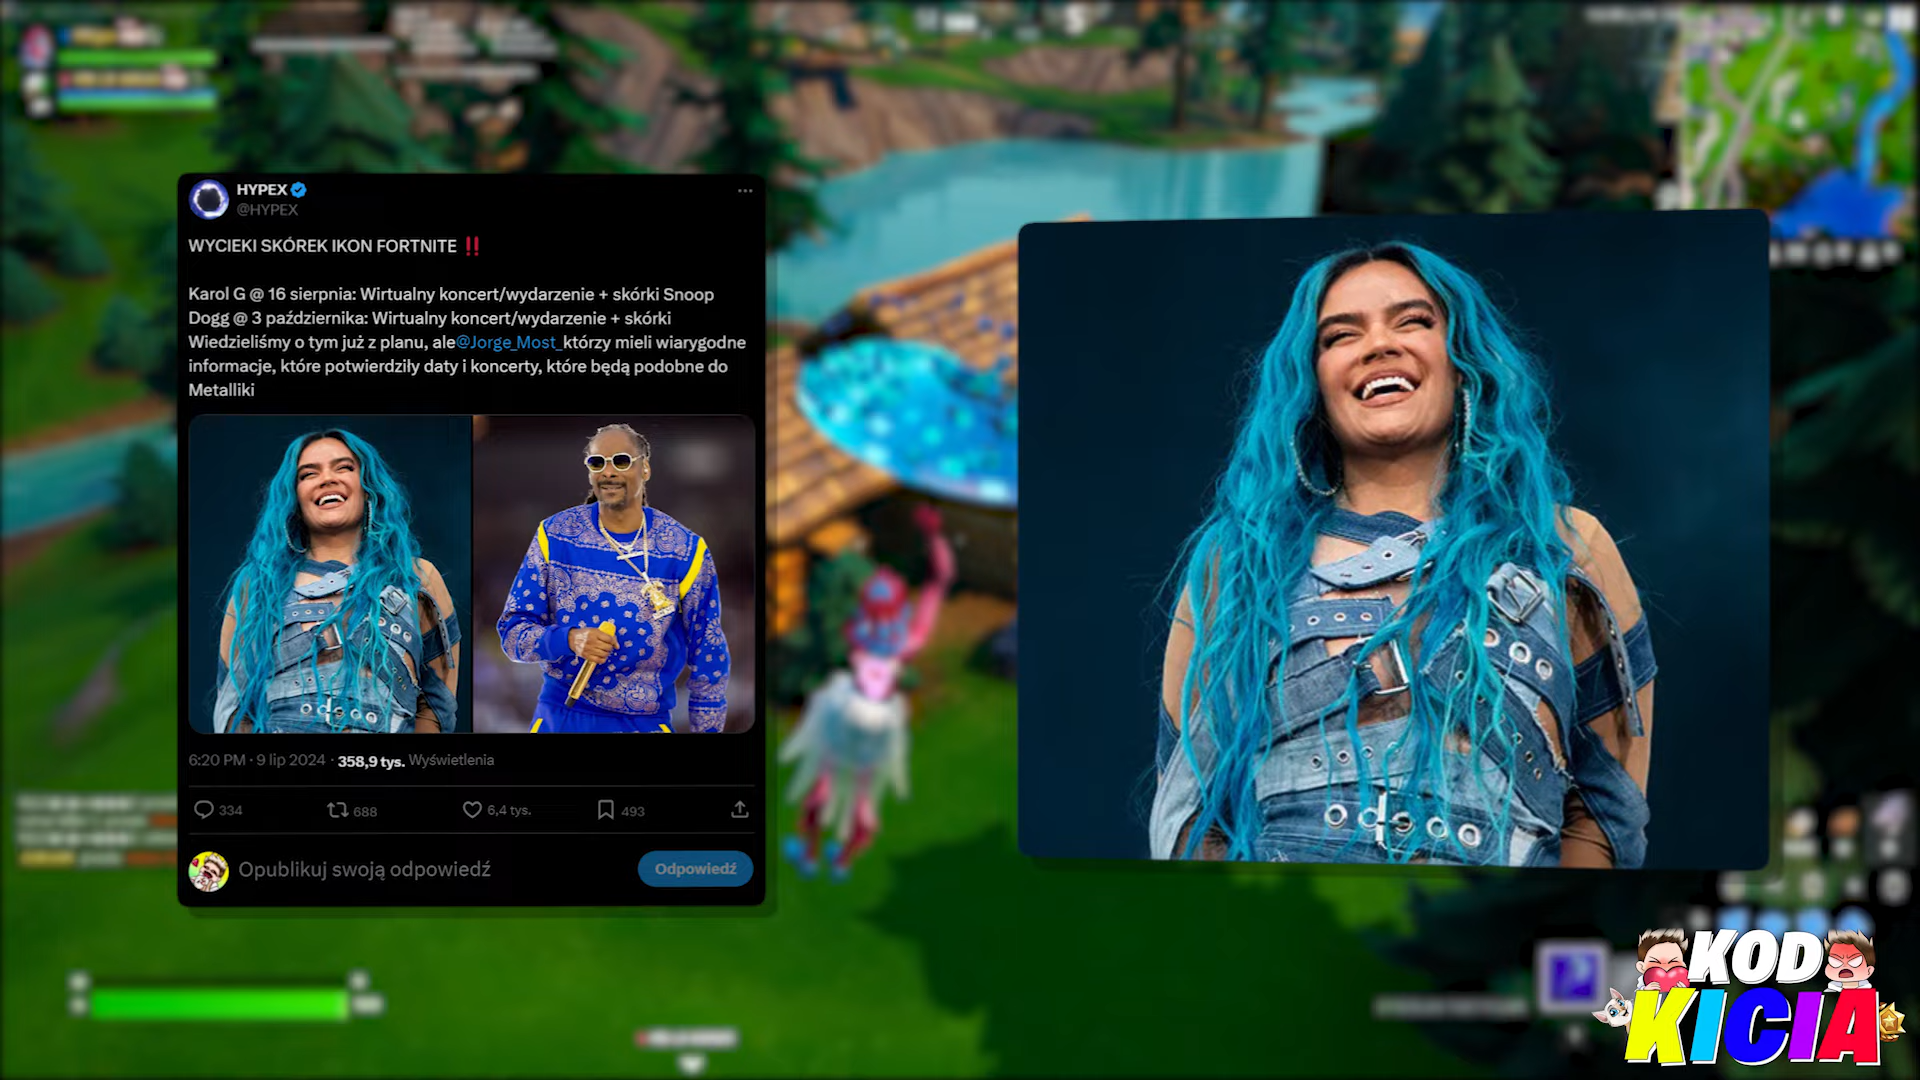 HYPEX
@HYPEX
WYCIEKI SKÓREK IKON FORTNITE ‼️
Karol G @ 16 sierpnia: Wirtualny koncert/wydarzenie + skórki Snoop
Dogg @ 3 października: Wirtualny koncert/wydarzenie + skórki
Wiedzieliśmy o tym już z planu, ale@Jorge_Most_którzy mieli wiarygodne
informacje, które potwierdziły daty i koncerty, które będą podobne do
Metalliki
6:20 PM · 9 lip 2024 · 358,9 tys. Wyświetlenia
334 688 6,4 tys. 493
Opublikuj swoją odpowiedź
Odpowiedź
KOD
KICIA